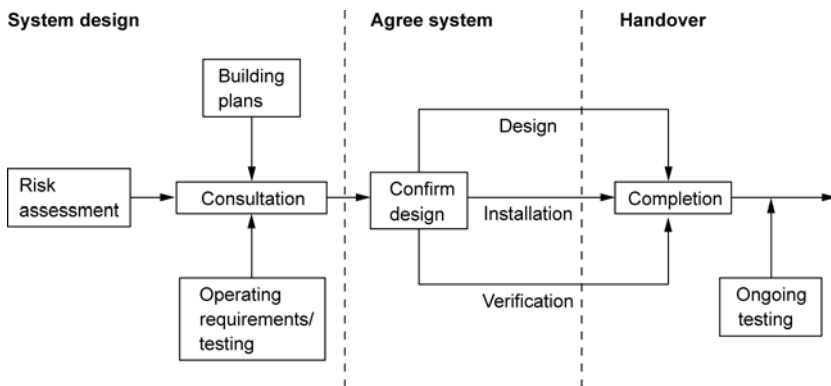 System design
Agree system
Handover
Building
plans
Design
Risk
assessment
Consultation
Confirm
design
Installation
Completion
Operating
requirements/
testing
Verification
Ongoing
testing